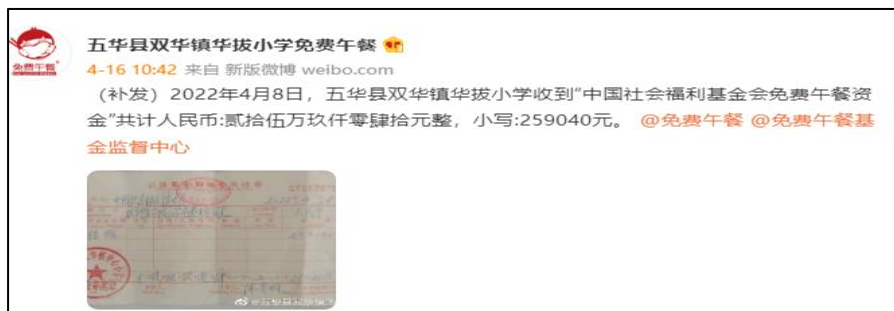 五华县双华镇华拔小学免费午餐
免费午餐
4-16 10:42 来自 新版微博 weibo.com
(补发)2022年4月8日，五华县双华镇华拔小学收到“中国社会福利基金会免费午餐资
金”共计人民币:贰拾伍万玖仟零肆拾元整，小写:259040元。 @免费午餐 @免费午餐基
金监督中心